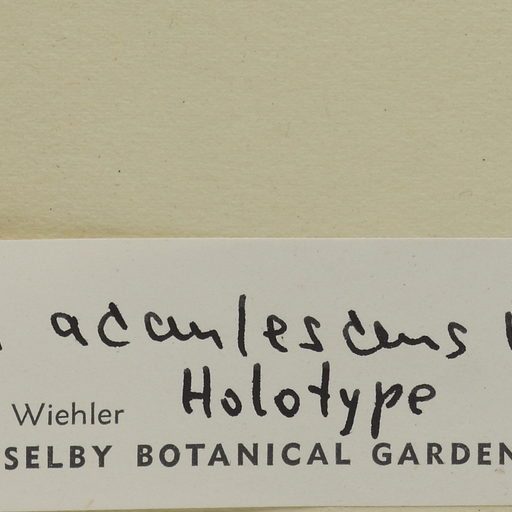 acaulescens
Holotype
Wiehler
SELBY BOTANICAL GARDEN